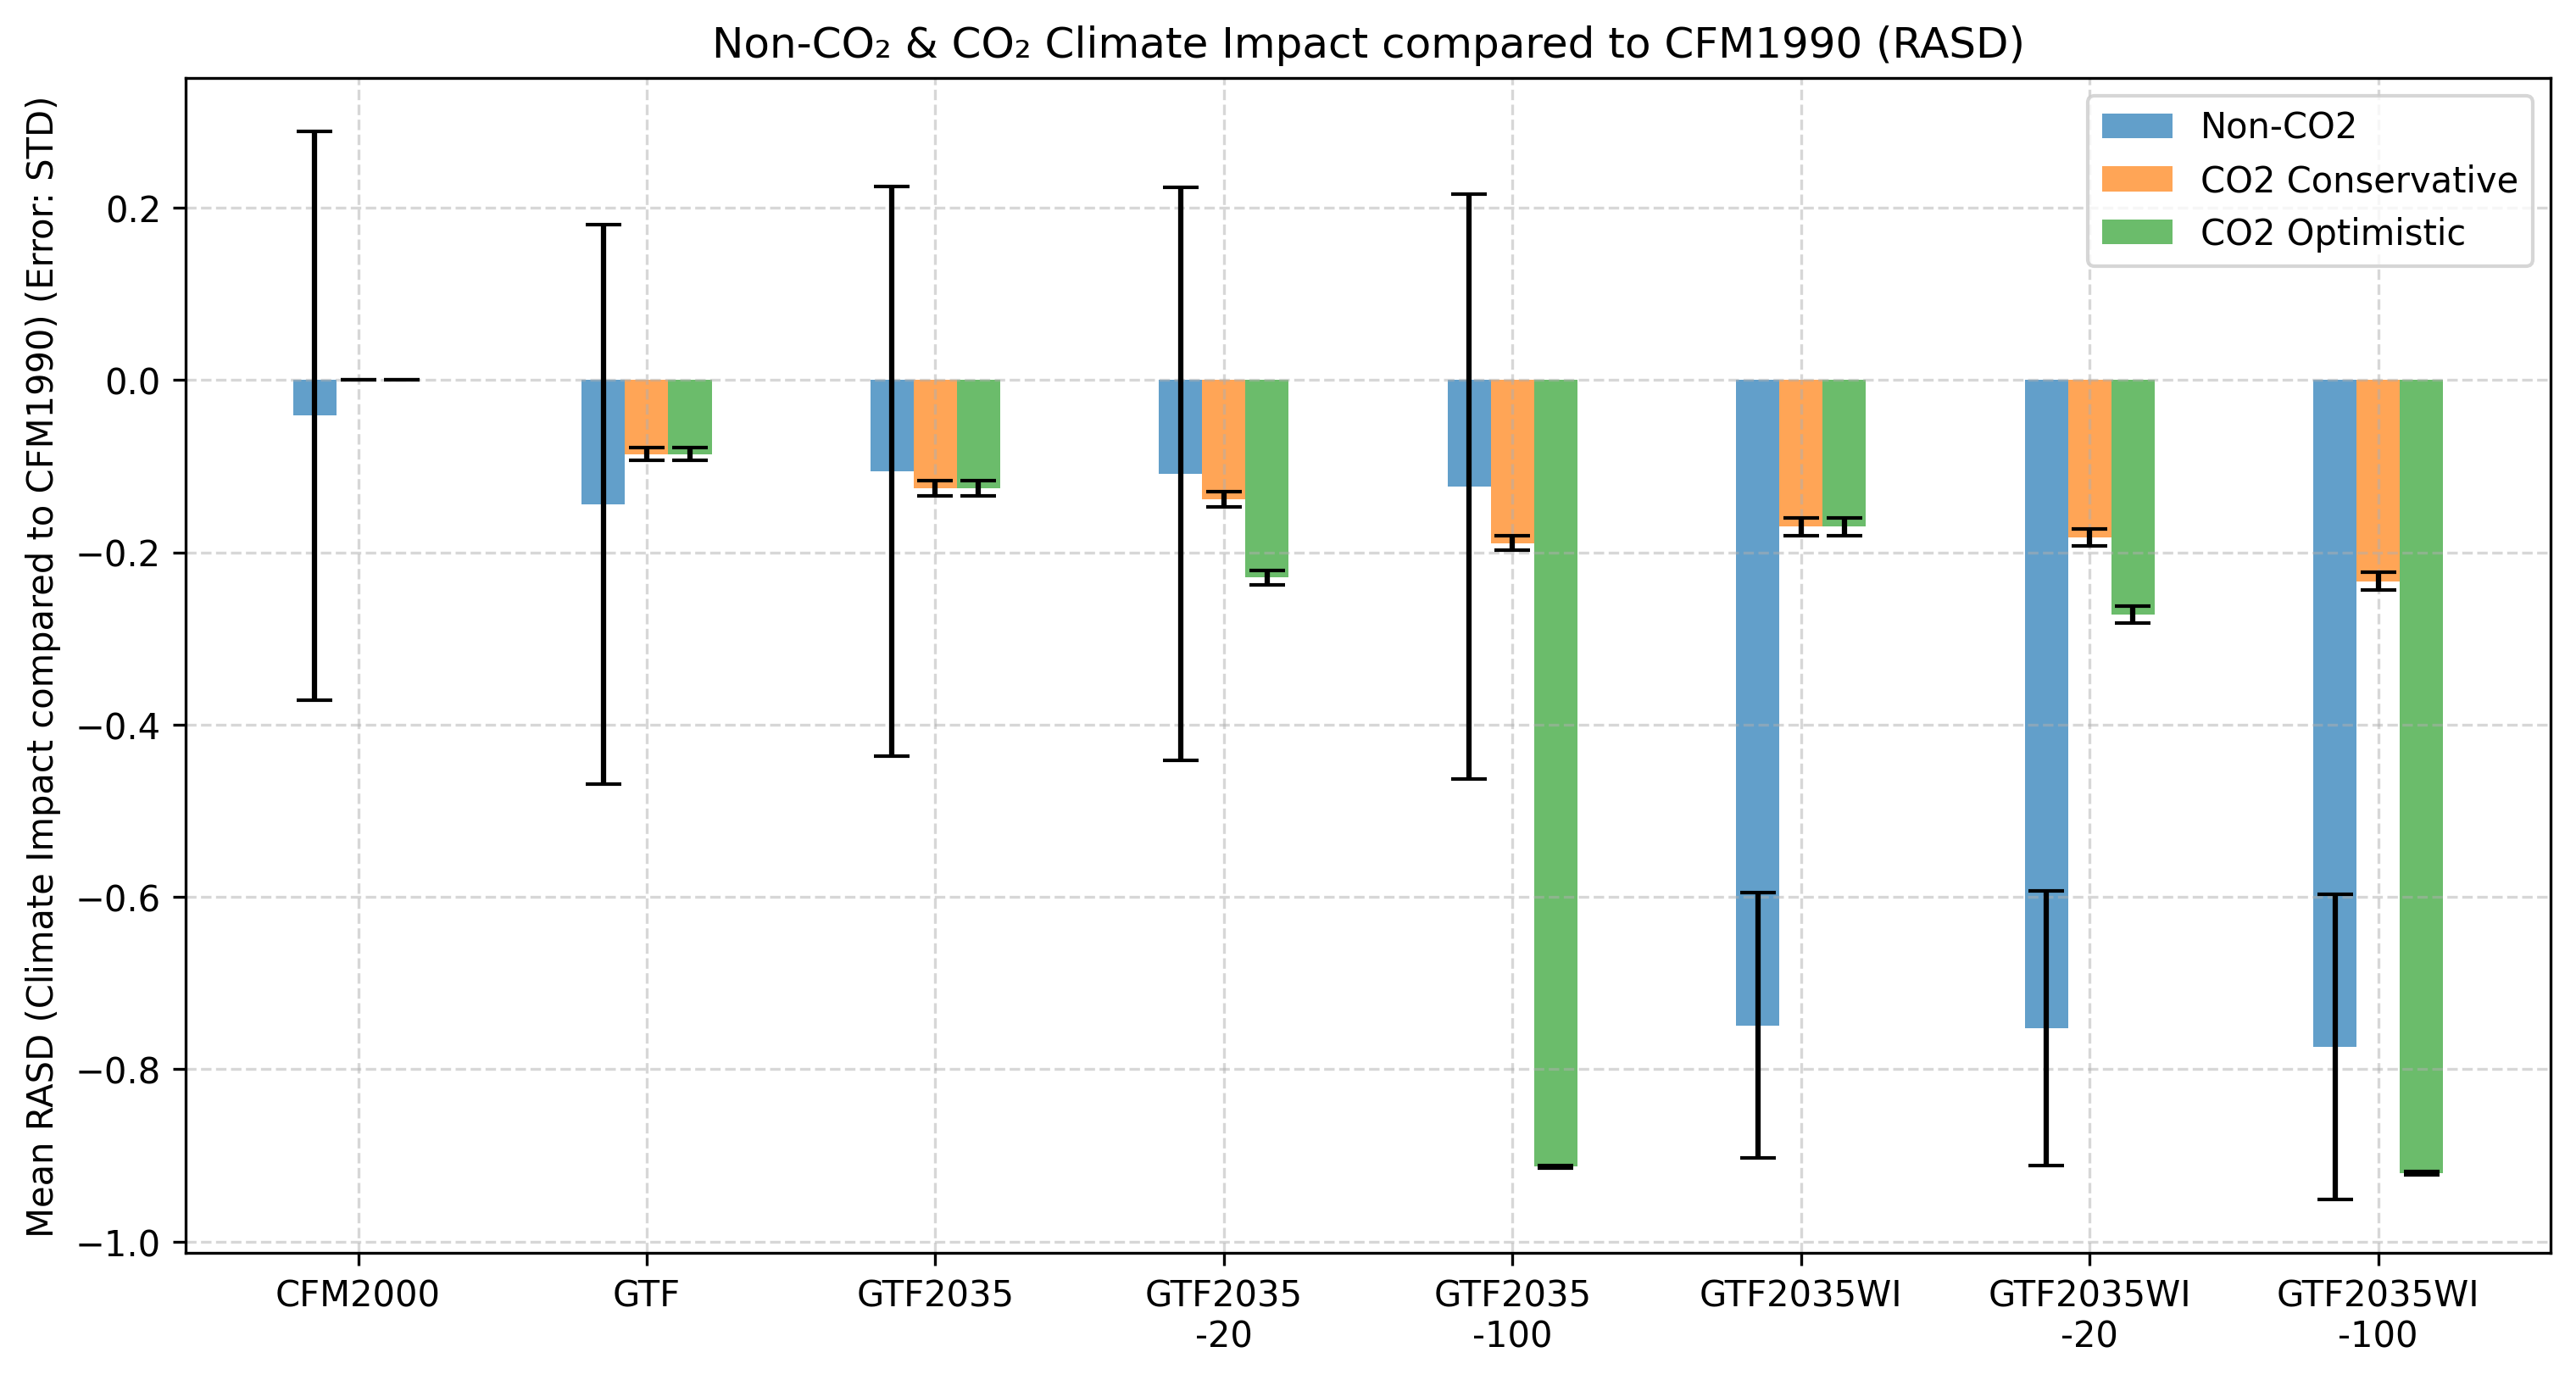 Non-CO₂ & CO₂ Climate Impact compared to CFM1990 (RASD)
Mean RASD (Climate Impact compared to CFM1990) (Error: STD)
0.2
0.0
−0.2
−0.4
−0.6
−0.8
−1.0
Non-CO2
CO2 Conservative
CO2 Optimistic
CFM2000
GTF
GTF2035
GTF2035
-20
GTF2035
-100
GTF2035WI
GTF2035WI
-20
GTF2035WI
-100